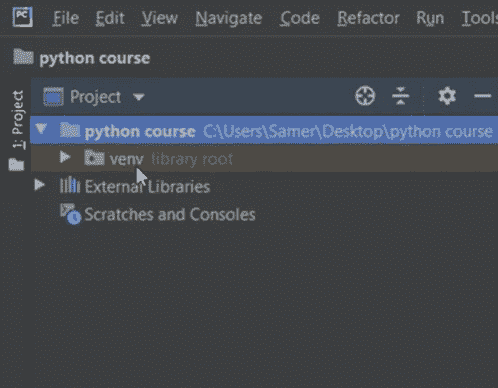 PC File Edit View Navigate Code Refactor Run Tools
python course
1: Project
Project
python course C:\Users\Samer\Desktop\python course
venv library root
External Libraries
Scratches and Consoles